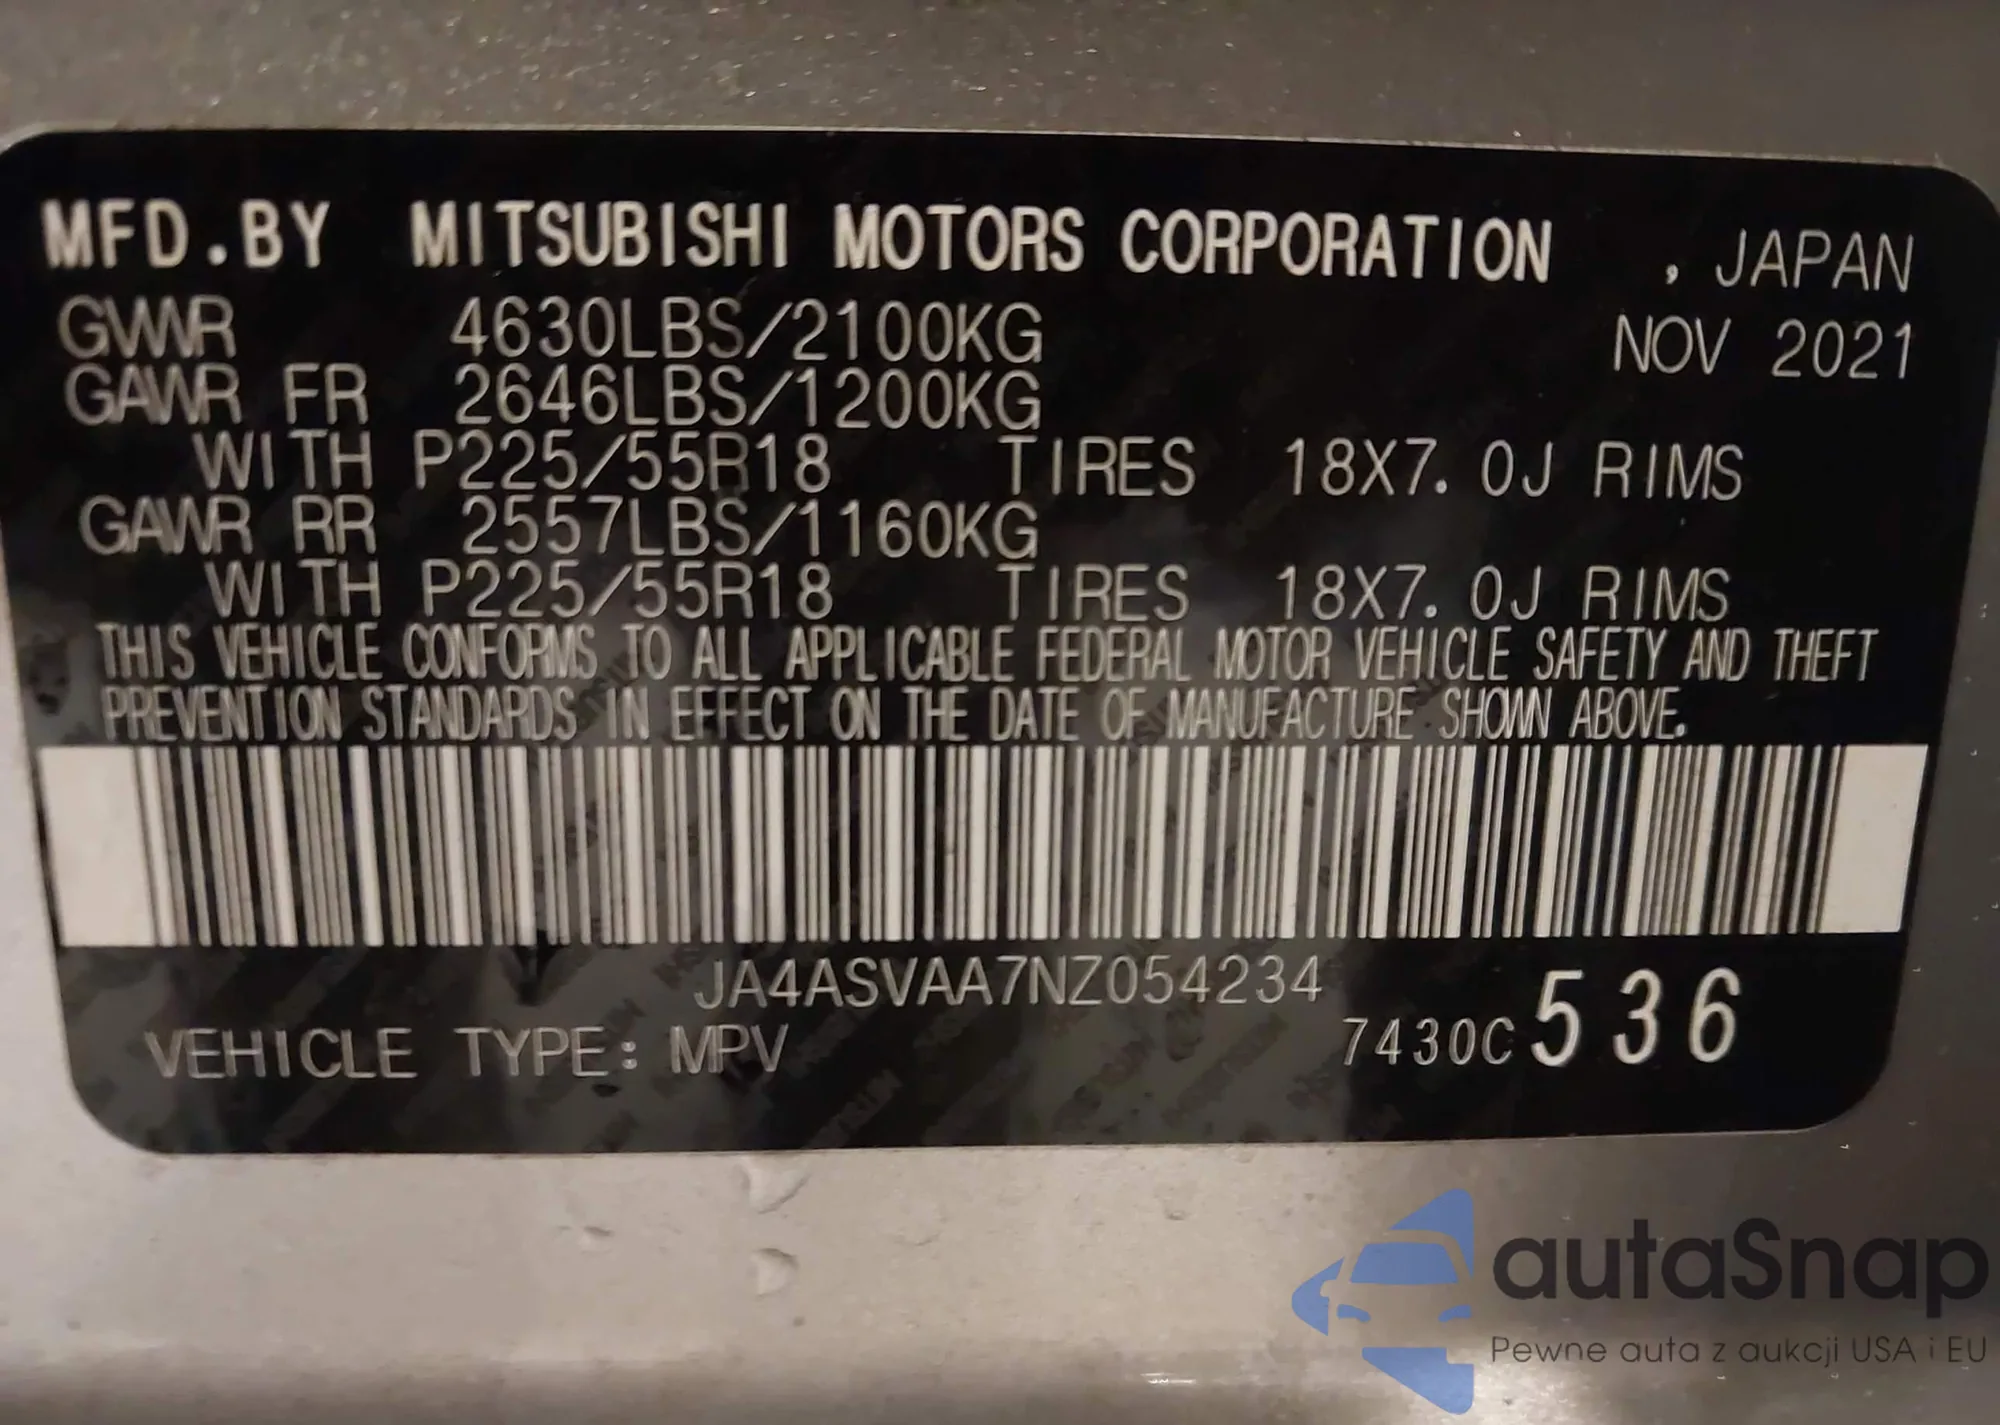 MFD.BY MITSUBISHI MOTORS CORPORATION , JAPAN
GVWR 4630LBS/2100KG NOV 2021
GAWR FR 2646LBS/1200KG
WITH P225/55R18 TIRES 18X7.0J RIMS
GAWR RR 2557LBS/1160KG
WITH P225/55R18 TIRES 18X7.0J RIMS
THIS VEHICLE CONFORMS TO ALL APPLICABLE FEDERAL MOTOR VEHICLE SAFETY AND THEFT
PREVENTION STANDARDS IN EFFECT ON THE DATE OF MANUFACTURE SHOWN ABOVE.
JA4ASVAA7NZ054234
VEHICLE TYPE: MPV 7430C 536
autaSnap
Pewne auta z aukcji USA i EU